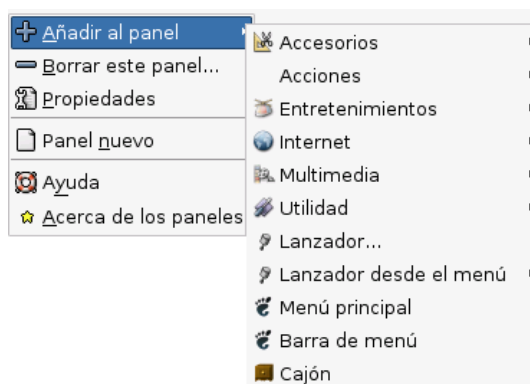 Añadir al panel
Borrar este panel...
Propiedades
Panel nuevo
Ayuda
Acerca de los paneles
Accesorios
Acciones
Entretenimientos
Internet
Multimedia
Utilidad
Lanzador...
Lanzador desde el menú
Menú principal
Barra de menú
Cajón